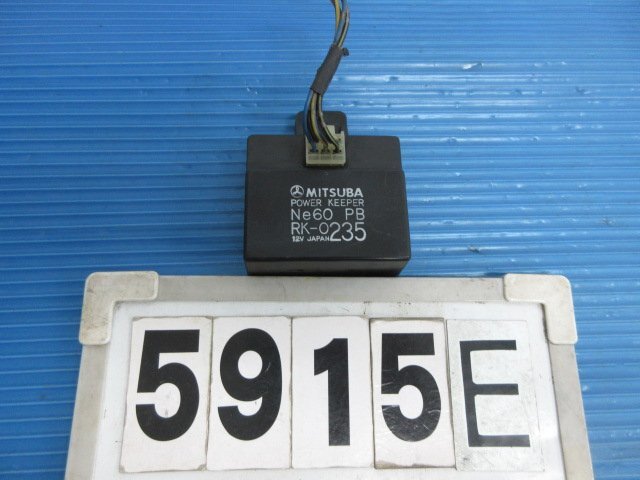 MITSUBA
POWER KEEPER
Ne60 PB
RK-0235
12V JAPAN
5915E